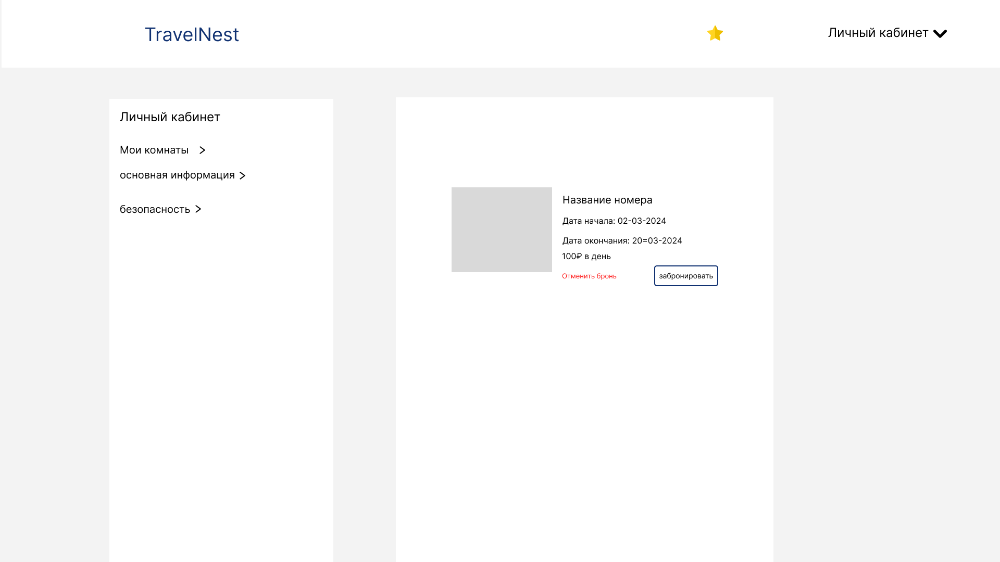 TravelNest
Личный кабинет
Личный кабинет
Мои комнаты
основная информация
безопасность
Название номера
Дата начала: 02-03-2024
Дата окончания: 20=03-2024
100₽ в день
Отменить бронь
забронировать